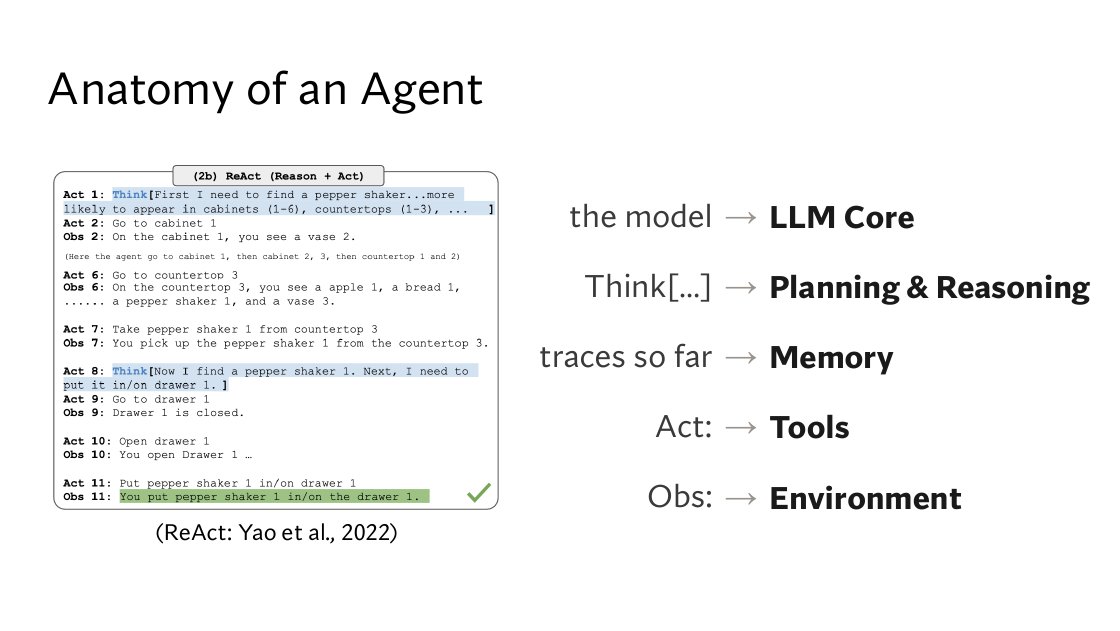 Anatomy of an Agent
(2b) ReAct (Reason + Act)
Act 1: Think[First I need to find a pepper shaker...more
likely to appear in cabinets (1-6), countertops (1-3), ... ]
Act 2: Go to cabinet 1
Obs 2: On the cabinet 1, you see a vase 2.
(Here the agent go to cabinet 1, then cabinet 2, 3, then countertop 1 and 2)
Act 6: Go to countertop 3
Obs 6: On the countertop 3, you see a apple 1, a bread 1,
...... a pepper shaker 1, and a vase 3.
Act 7: Take pepper shaker 1 from countertop 3
Obs 7: You pick up the pepper shaker 1 from the countertop 3.
Act 8: Think[Now I find a pepper shaker 1. Next, I need to
put it in/on drawer 1. ]
Act 9: Go to drawer 1
Obs 9: Drawer 1 is closed.
Act 10: Open drawer 1
Obs 10: You open Drawer 1 …
Act 11: Put pepper shaker 1 in/on drawer 1
Obs 11: You put pepper shaker 1 in/on the drawer 1.
(ReAct: Yao et al., 2022)
the model → LLM Core
Think[...] → Planning & Reasoning
traces so far → Memory
Act: → Tools
Obs: → Environment